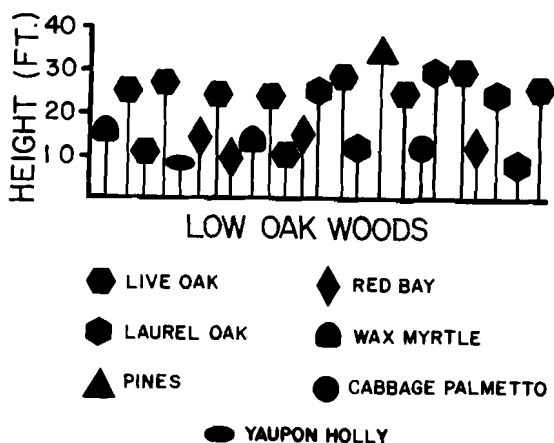 HEIGHT (FT.)
40
30
20
10
LOW OAK WOODS
LIVE OAK
RED BAY
LAUREL OAK
WAX MYRTLE
PINES
CABBAGE PALMETTO
YAUPON HOLLY